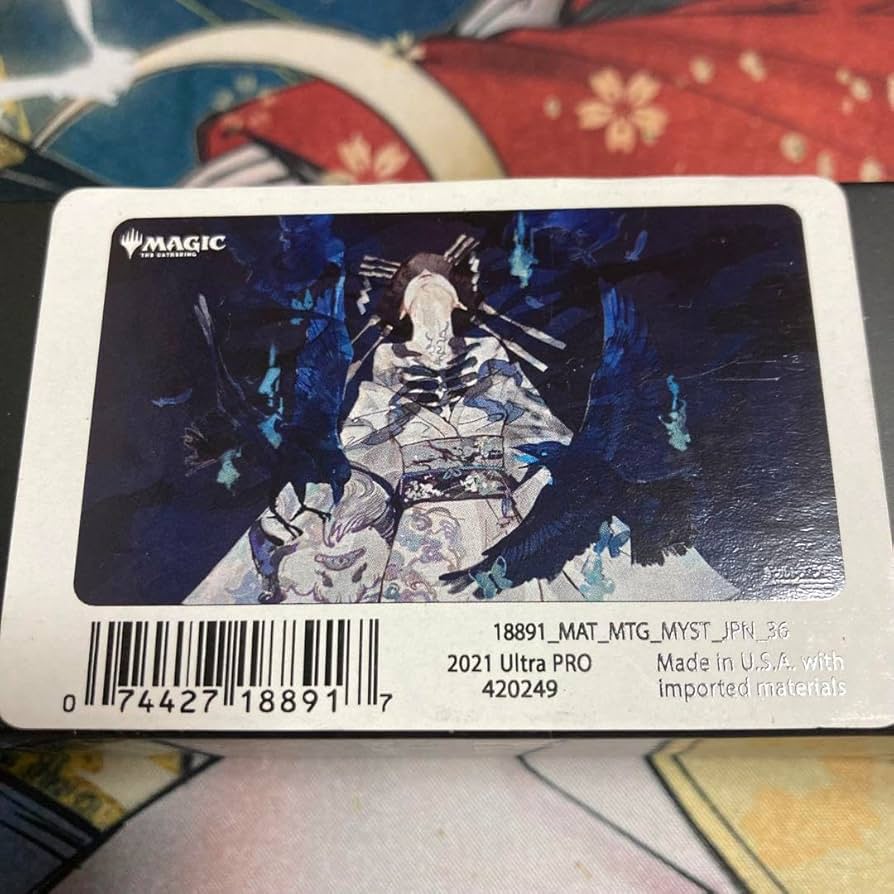 MAGIC
THE GATHERING
18891_MAT_MTG_MYST_JPN_36
2021 Ultra PRO
Made in U.S.A. with
420249
imported materials
0 74427 18891 7